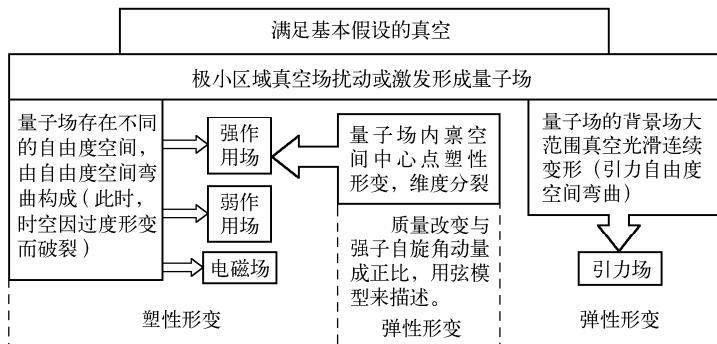 满足基本假设的真空
极小区域真空场扰动或激发形成量子场
量子场存在不同
的自由度空间，
由自由度空间弯
曲构成（此时，
时空因过度形变
而破裂）
强作
用场
弱作
用场
电磁场
塑性形变
量子场内禀空
间中心点塑性
形变，维度分裂
质量改变与
强子自旋角动量
成正比，用弦模
型来描述。
弹性形变
量子场的背景场大
范围真空光滑连续
变形（引力自由度
空间弯曲）
引力场
弹性形变